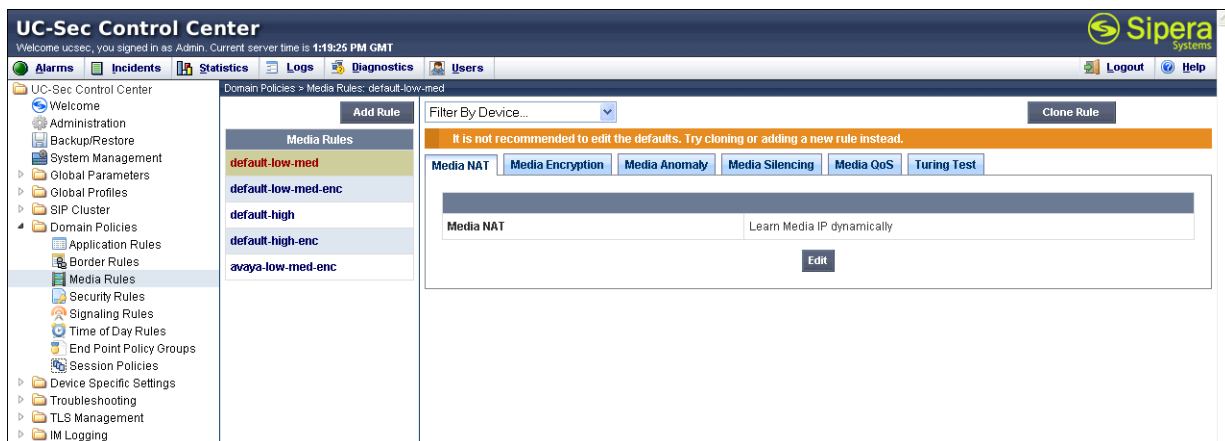 UC-Sec Control Center
Welcome ucsec, you signed in as Admin. Current server time is 1:19:25 PM GMT
Sipera
Systems
Alarms Incidents Statistics Logs Diagnostics Users Logout Help
UC-Sec Control Center
Welcome
Administration
Backup/Restore
System Management
Global Parameters
Global Profiles
SIP Cluster
Domain Policies
Application Rules
Border Rules
Media Rules
Security Rules
Signaling Rules
Time of Day Rules
End Point Policy Groups
Session Policies
Device Specific Settings
Troubleshooting
TLS Management
IM Logging
Domain Policies > Media Rules: default-low-med
Add Rule
Media Rules
default-low-med
default-low-med-enc
default-high
default-high-enc
avaya-low-med-enc
Filter By Device...
Clone Rule
It is not recommended to edit the defaults. Try cloning or adding a new rule instead.
Media NAT Media Encryption Media Anomaly Media Silencing Media QoS Turing Test
Media NAT Learn Media IP dynamically
Edit